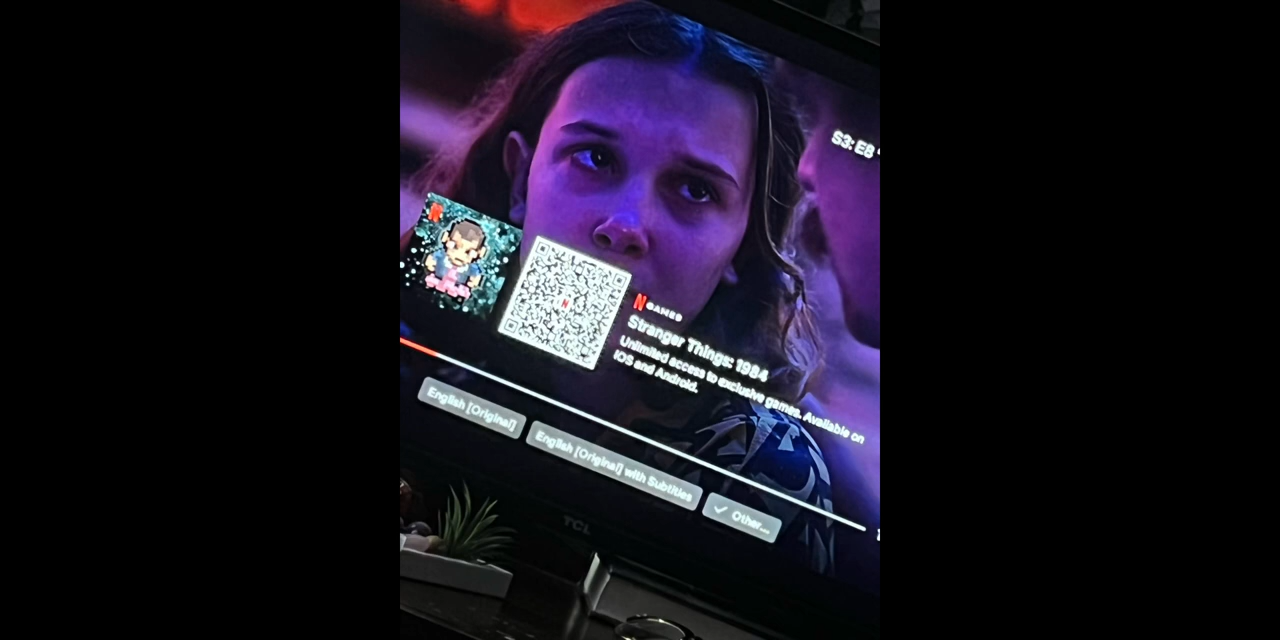 S3: E8
N GAMES
Stranger Things: 1984
Unlimited access to exclusive games. Available on
iOS and Android.
English [Original]
English [Original] with Subtitles
Other...
TCL